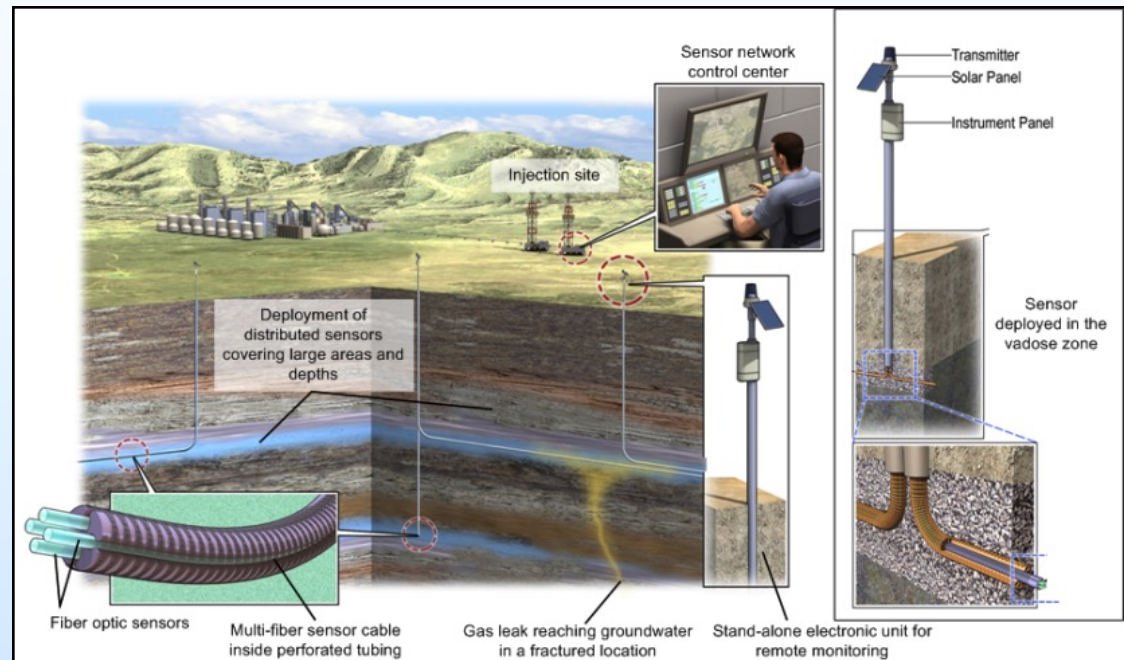 Sensor network
control center
Transmitter
Solar Panel
Instrument Panel
Injection site
Deployment of
distributed sensors
covering large areas and
depths
Sensor
deployed in the
vadose zone
Fiber optic sensors
Multi-fiber sensor cable
inside perforated tubing
Gas leak reaching groundwater
in a fractured location
Stand-alone electronic unit for
remote monitoring